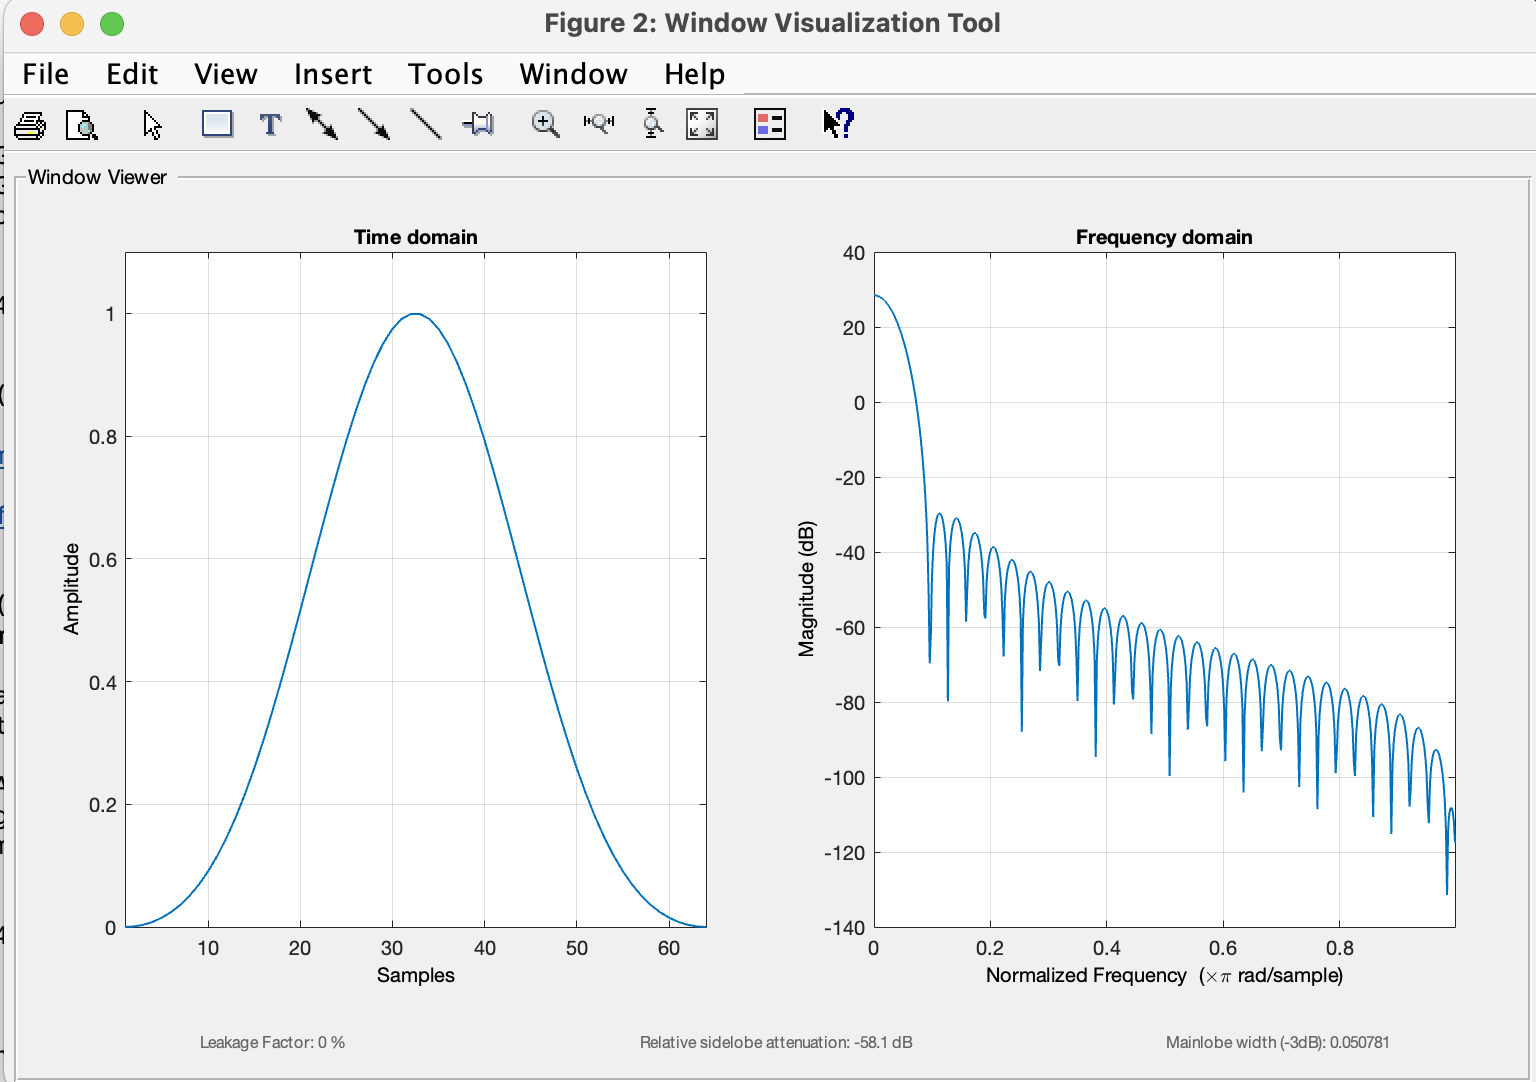 Figure 2: Window Visualization Tool
File Edit View Insert Tools Window Help
T ?
Window Viewer
Time domain
1
0.8
0.6
0.4
0.2
0
Amplitude
10 20 30 40 50 60
Samples
Frequency domain
40
20
0
-20
-40
-60
-80
-100
-120
-140
Magnitude (dB)
0 0.2 0.4 0.6 0.8
Normalized Frequency (×π rad/sample)
Leakage Factor: 0 % Relative sidelobe attenuation: -58.1 dB Mainlobe width (-3dB): 0.050781